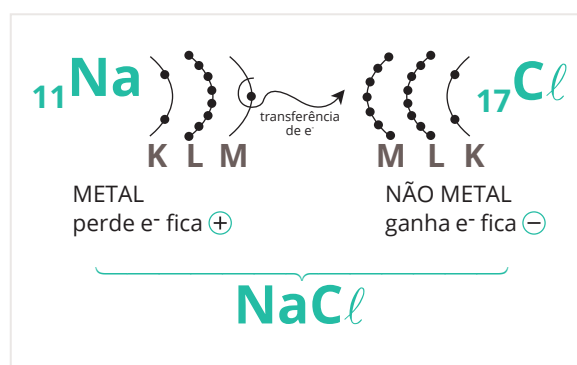 11Na
17Cℓ
transferência
de e-
K L M
M L K
METAL
perde e- fica +
NÃO METAL
ganha e- fica −
NaCℓ